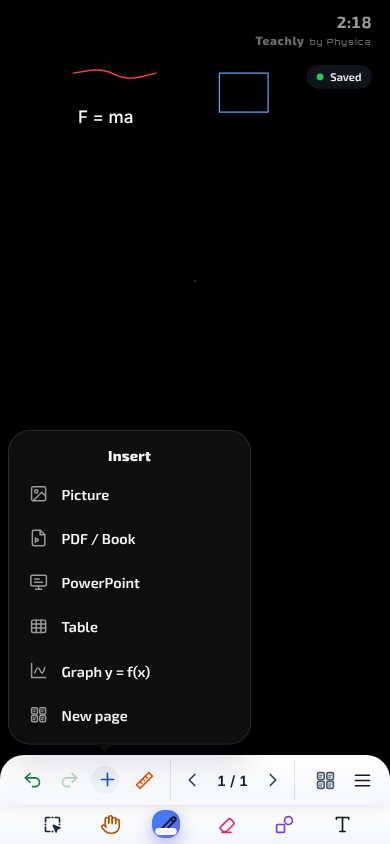 2:18
Teachly by Physica
Saved
F = ma
Insert
Picture
PDF / Book
PowerPoint
Table
Graph y = f(x)
New page
1 / 1
T